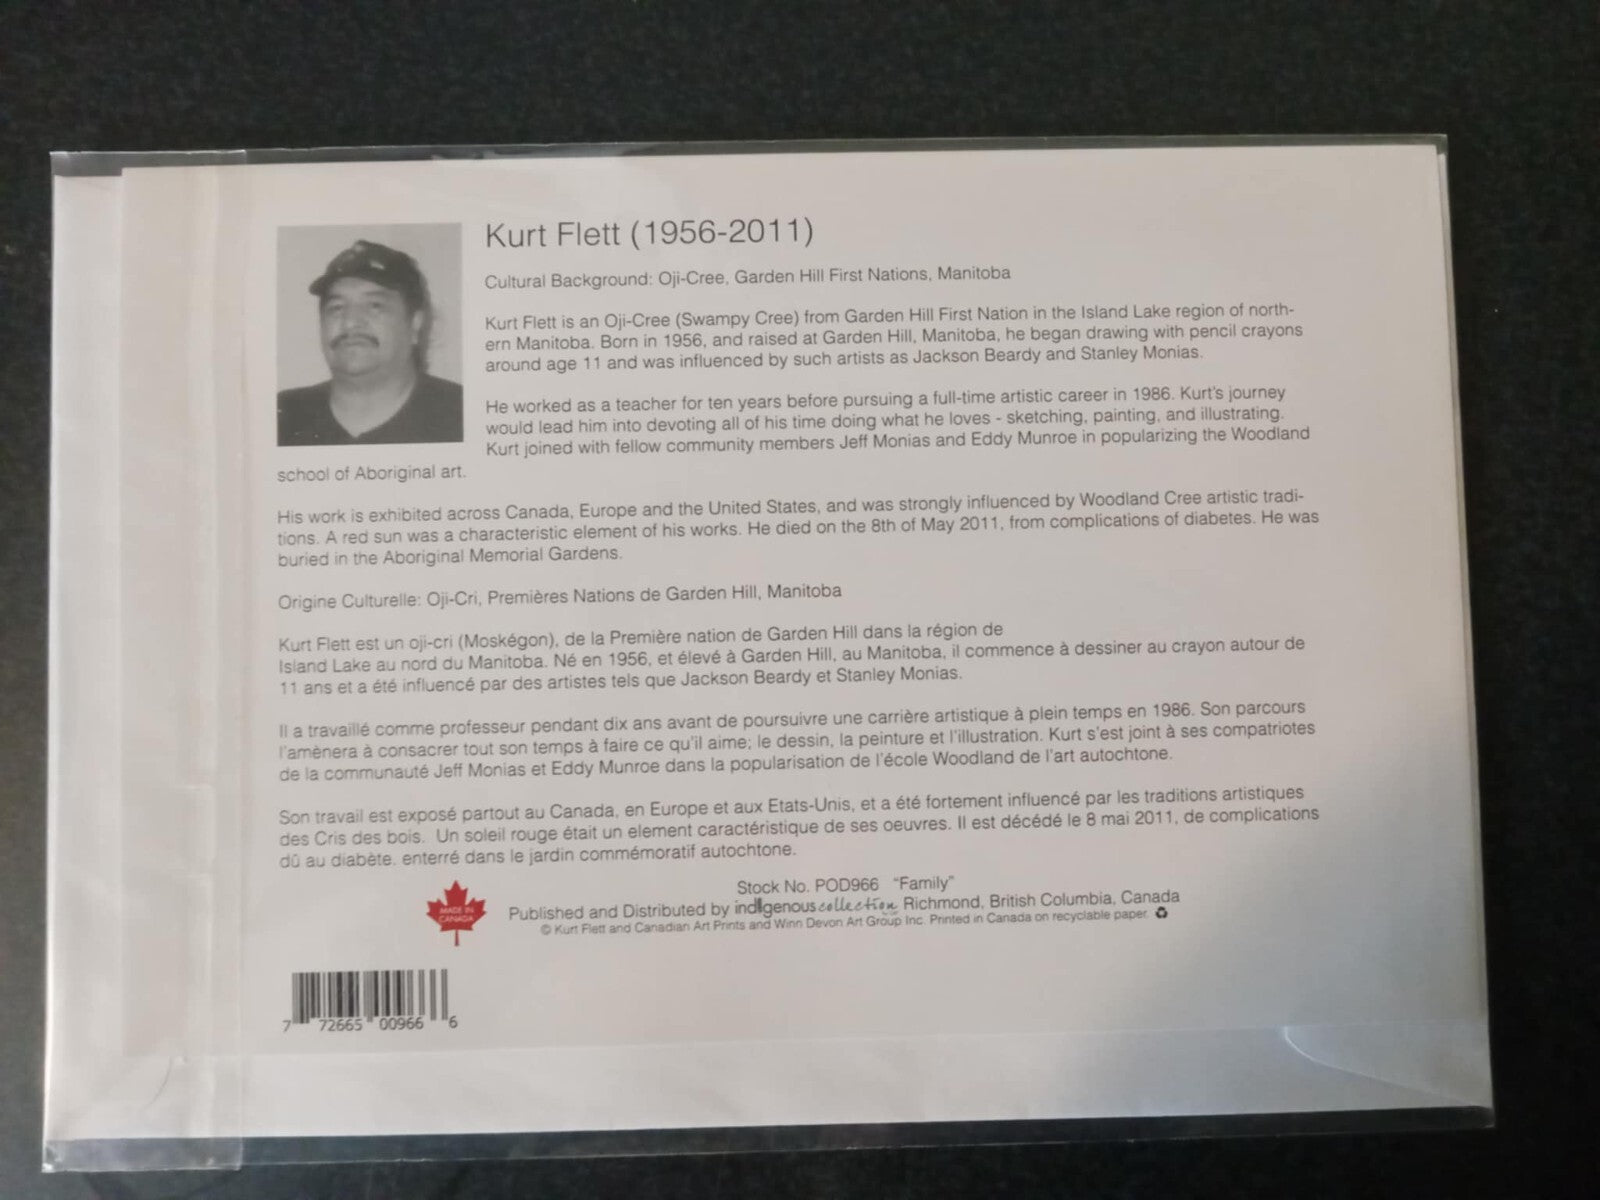 Kurt Flett (1956-2011)
Cultural Background: Oji-Cree, Garden Hill First Nations, Manitoba
Kurt Flett is an Oji-Cree (Swampy Cree) from Garden Hill First Nation in the Island Lake region of north-
ern Manitoba. Born in 1956, and raised at Garden Hill, Manitoba, he began drawing with pencil crayons
around age 11 and was influenced by such artists as Jackson Beardy and Stanley Monias.
He worked as a teacher for ten years before pursuing a full-time artistic career in 1986. Kurt's journey
would lead him into devoting all of his time doing what he loves - sketching, painting, and illustrating.
Kurt joined with fellow community members Jeff Monias and Eddy Munroe in popularizing the Woodland
school of Aboriginal art.
His work is exhibited across Canada, Europe and the United States, and was strongly influenced by Woodland Cree artistic tradi-
tions. A red sun was a characteristic element of his works. He died on the 8th of May 2011, from complications of diabetes. He was
buried in the Aboriginal Memorial Gardens.
Origine Culturelle: Oji-Cri, Premières Nations de Garden Hill, Manitoba
Kurt Flett est un oji-cri (Moskégon), de la Première nation de Garden Hill dans la région de
Island Lake au nord du Manitoba. Né en 1956, et élevé à Garden Hill, au Manitoba, il commence à dessiner au crayon autour de
11 ans et a été influencé par des artistes tels que Jackson Beardy et Stanley Monias.
Il a travaillé comme professeur pendant dix ans avant de poursuivre une carrière artistique à plein temps en 1986. Son parcours
l'amènera à consacrer tout son temps à faire ce qu'il aime; le dessin, la peinture et l'illustration. Kurt s'est joint à ses compatriotes
de la communauté Jeff Monias et Eddy Munroe dans la popularisation de l'école Woodland de l'art autochtone.
Son travail est exposé partout au Canada, en Europe et aux Etats-Unis, et a été fortement influencé par les traditions artistiques
des Cris des bois. Un soleil rouge était un element caractéristique de ses oeuvres. Il est décédé le 8 mai 2011, de complications
dû au diabète. enterré dans le jardin commémoratif autochtone.
Stock No. POD966 "Family"
Published and Distributed by indigenous collection Richmond, British Columbia, Canada
© Kurt Flett and Canadian Art Prints and Winn Devon Art Group Inc. Printed in Canada on recyclable paper.
MADE IN
CANADA
7 72665 00966 6